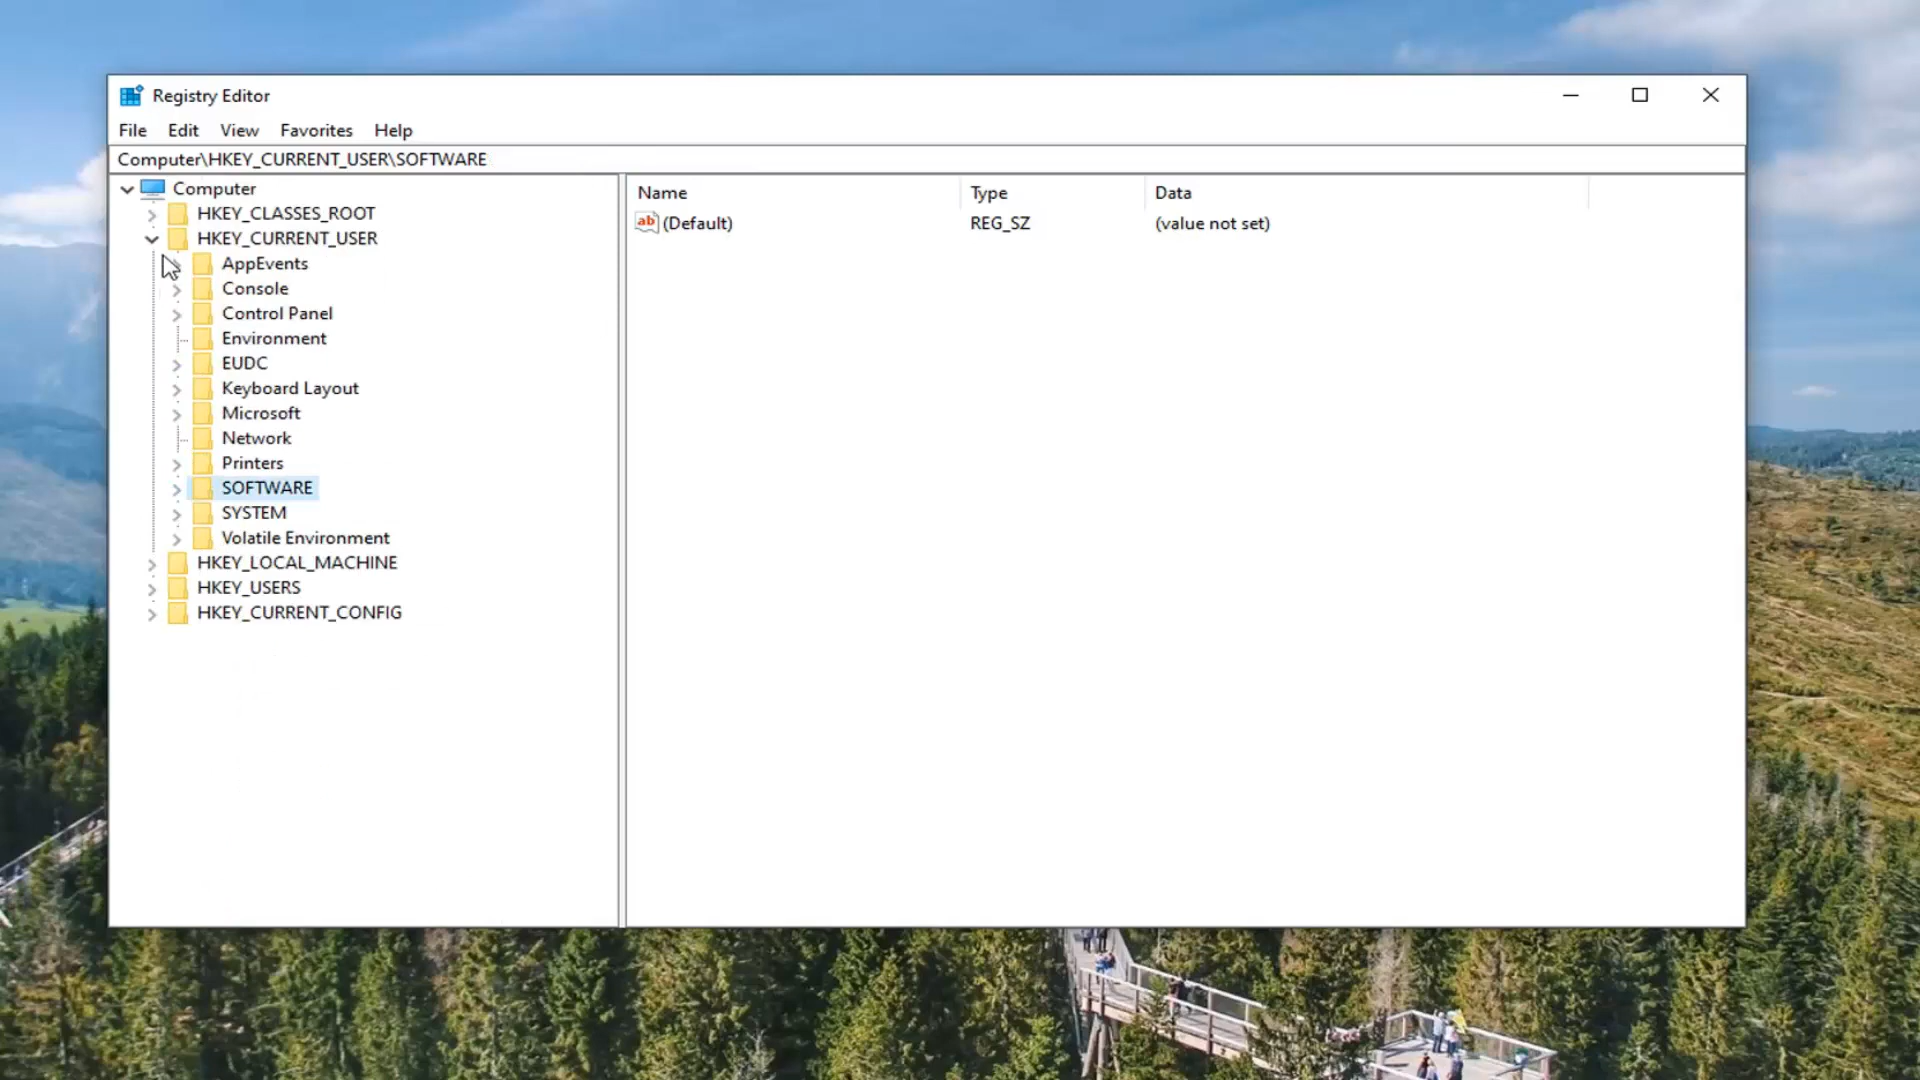 Registry Editor
File Edit View Favorites Help
Computer\HKEY_CURRENT_USER\SOFTWARE
Computer
HKEY_CLASSES_ROOT
HKEY_CURRENT_USER
AppEvents
Console
Control Panel
Environment
EUDC
Keyboard Layout
Microsoft
Network
Printers
SOFTWARE
SYSTEM
Volatile Environment
HKEY_LOCAL_MACHINE
HKEY_USERS
HKEY_CURRENT_CONFIG
Name Type Data
ab (Default) REG_SZ (value not set)